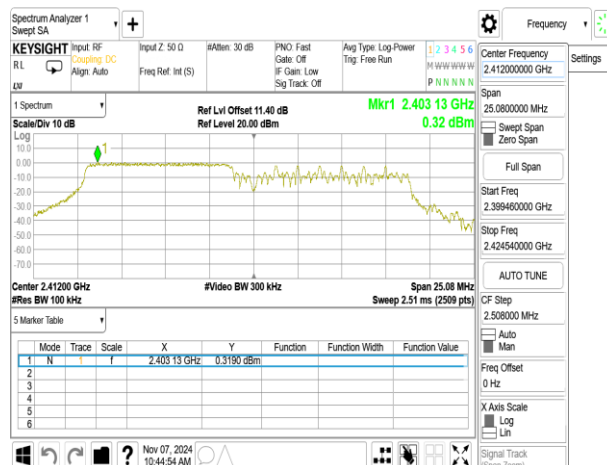 Spectrum Analyzer 1
Swept SA
Frequency
KEYSIGHT
Input: RF
Coupling: DC
Align: Auto
Input Z: 50 Ω
Freq Ref: Int (S)
#Atten: 30 dB
PNO: Fast
Gate: Off
IF Gain: Low
Sig Track: Off
Avg Type: Log-Power
Trig: Free Run
1 2 3 4 5 6
M W W W W W
P N N N N N
R L
LXI
1 Spectrum
Scale/Div 10 dB
Log
Ref Lvl Offset 11.40 dB
Ref Level 20.00 dBm
Mkr1 2.403 13 GHz
0.32 dBm
1
10.0
0.00
-10.0
-20.0
-30.0
-40.0
-50.0
-60.0
-70.0
Center 2.41200 GHz
#Res BW 100 kHz
#Video BW 300 kHz
Span 25.08 MHz
Sweep 2.51 ms (2509 pts)
5 Marker Table
Mode Trace Scale X Y Function Function Width Function Value
1 N 1 f 2.403 13 GHz 0.3190 dBm
2
3
4
5
6
Nov 07, 2024
10:44:54 AM
Center Frequency
2.412000000 GHz
Settings
Span
25.0800000 MHz
Swept Span
Zero Span
Full Span
Start Freq
2.399460000 GHz
Stop Freq
2.424540000 GHz
AUTO TUNE
CF Step
2.508000 MHz
Auto
Man
Freq Offset
0 Hz
X Axis Scale
Log
Lin
Signal Track
(Span Zoom)